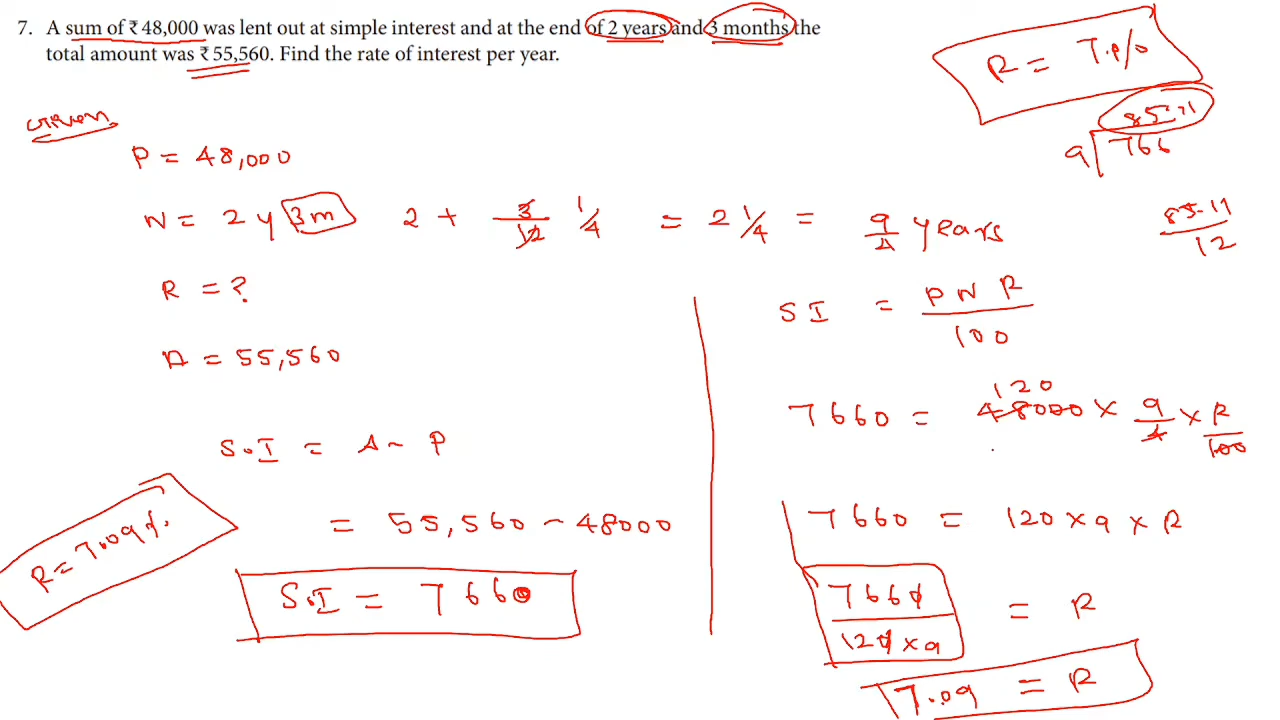 7. A sum of ₹ 48,000 was lent out at simple interest and at the end of 2 years and 3 months the
total amount was ₹ 55,560. Find the rate of interest per year.
R = 7.1%
85.11
9 766
Given
P = 48,000
N = 2 y 3m 2 + 3/12 1/4 = 2 1/4 = 9/4 years
85.11/12
R = ?
A = 55,560
S.I = A - P
= 55,560 - 48000
S.I = 7660
R = 7.09%
SI = P N R/100
120
7660 = 48000 x 9/4 x R/100
7660 = 120 x 9 x R
7660/120 x 9 = R
7.09 = R